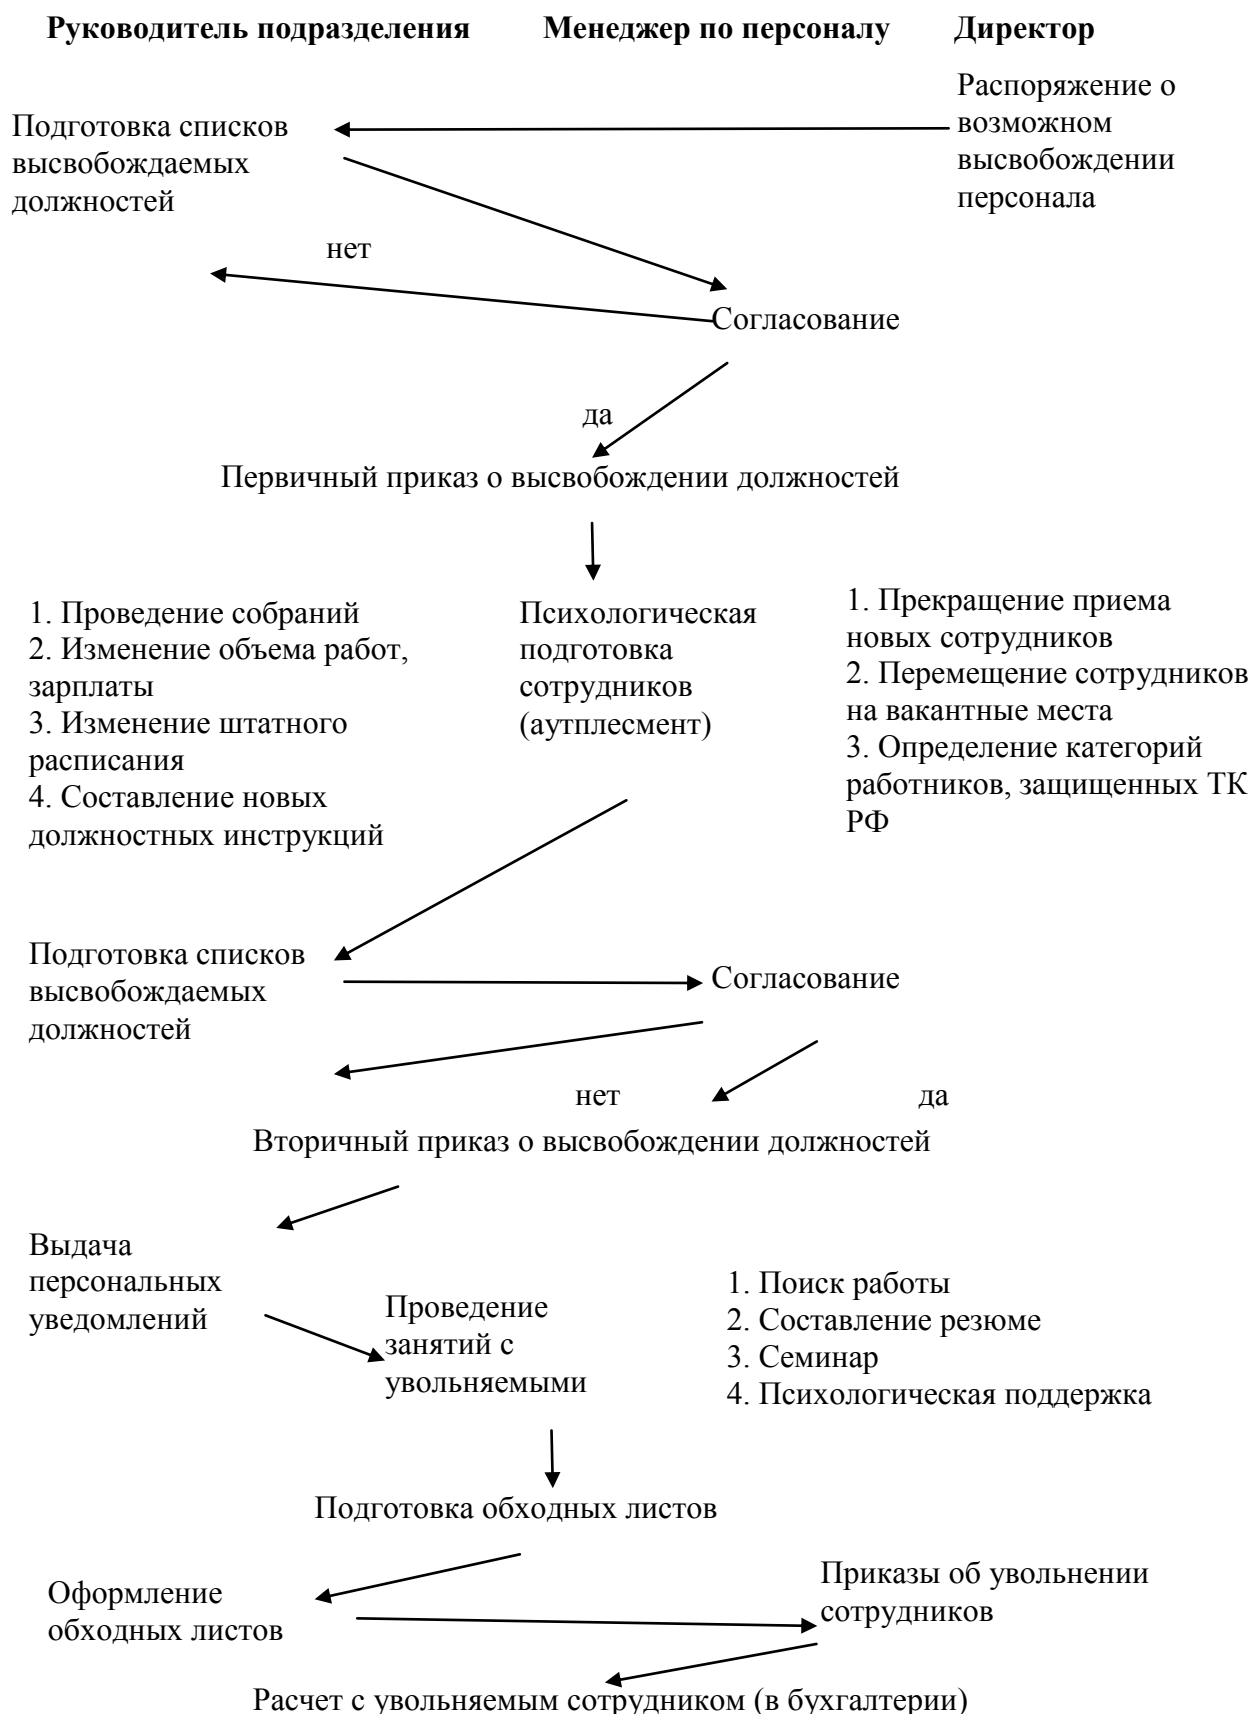 Руководитель подразделения Менеджер по персоналу Директор
Распоряжение о
возможном
высвобождении
персонала
Подготовка списков
высвобождаемых
должностей
нет
Согласование
да
Первичный приказ о высвобождении должностей
1. Проведение собраний
2. Изменение объема работ,
зарплаты
3. Изменение штатного
расписания
4. Составление новых
должностных инструкций
Психологическая
подготовка
сотрудников
(аутплесмент)
1. Прекращение приема
новых сотрудников
2. Перемещение сотрудников
на вакантные места
3. Определение категорий
работников, защищенных ТК
РФ
Подготовка списков
высвобождаемых
должностей
Согласование
нет да
Вторичный приказ о высвобождении должностей
Выдача
персональных
уведомлений
Проведение
занятий с
увольняемыми
1. Поиск работы
2. Составление резюме
3. Семинар
4. Психологическая поддержка
Подготовка обходных листов
Оформление
обходных листов
Приказы об увольнении
сотрудников
Расчет с увольняемым сотрудником (в бухгалтерии)